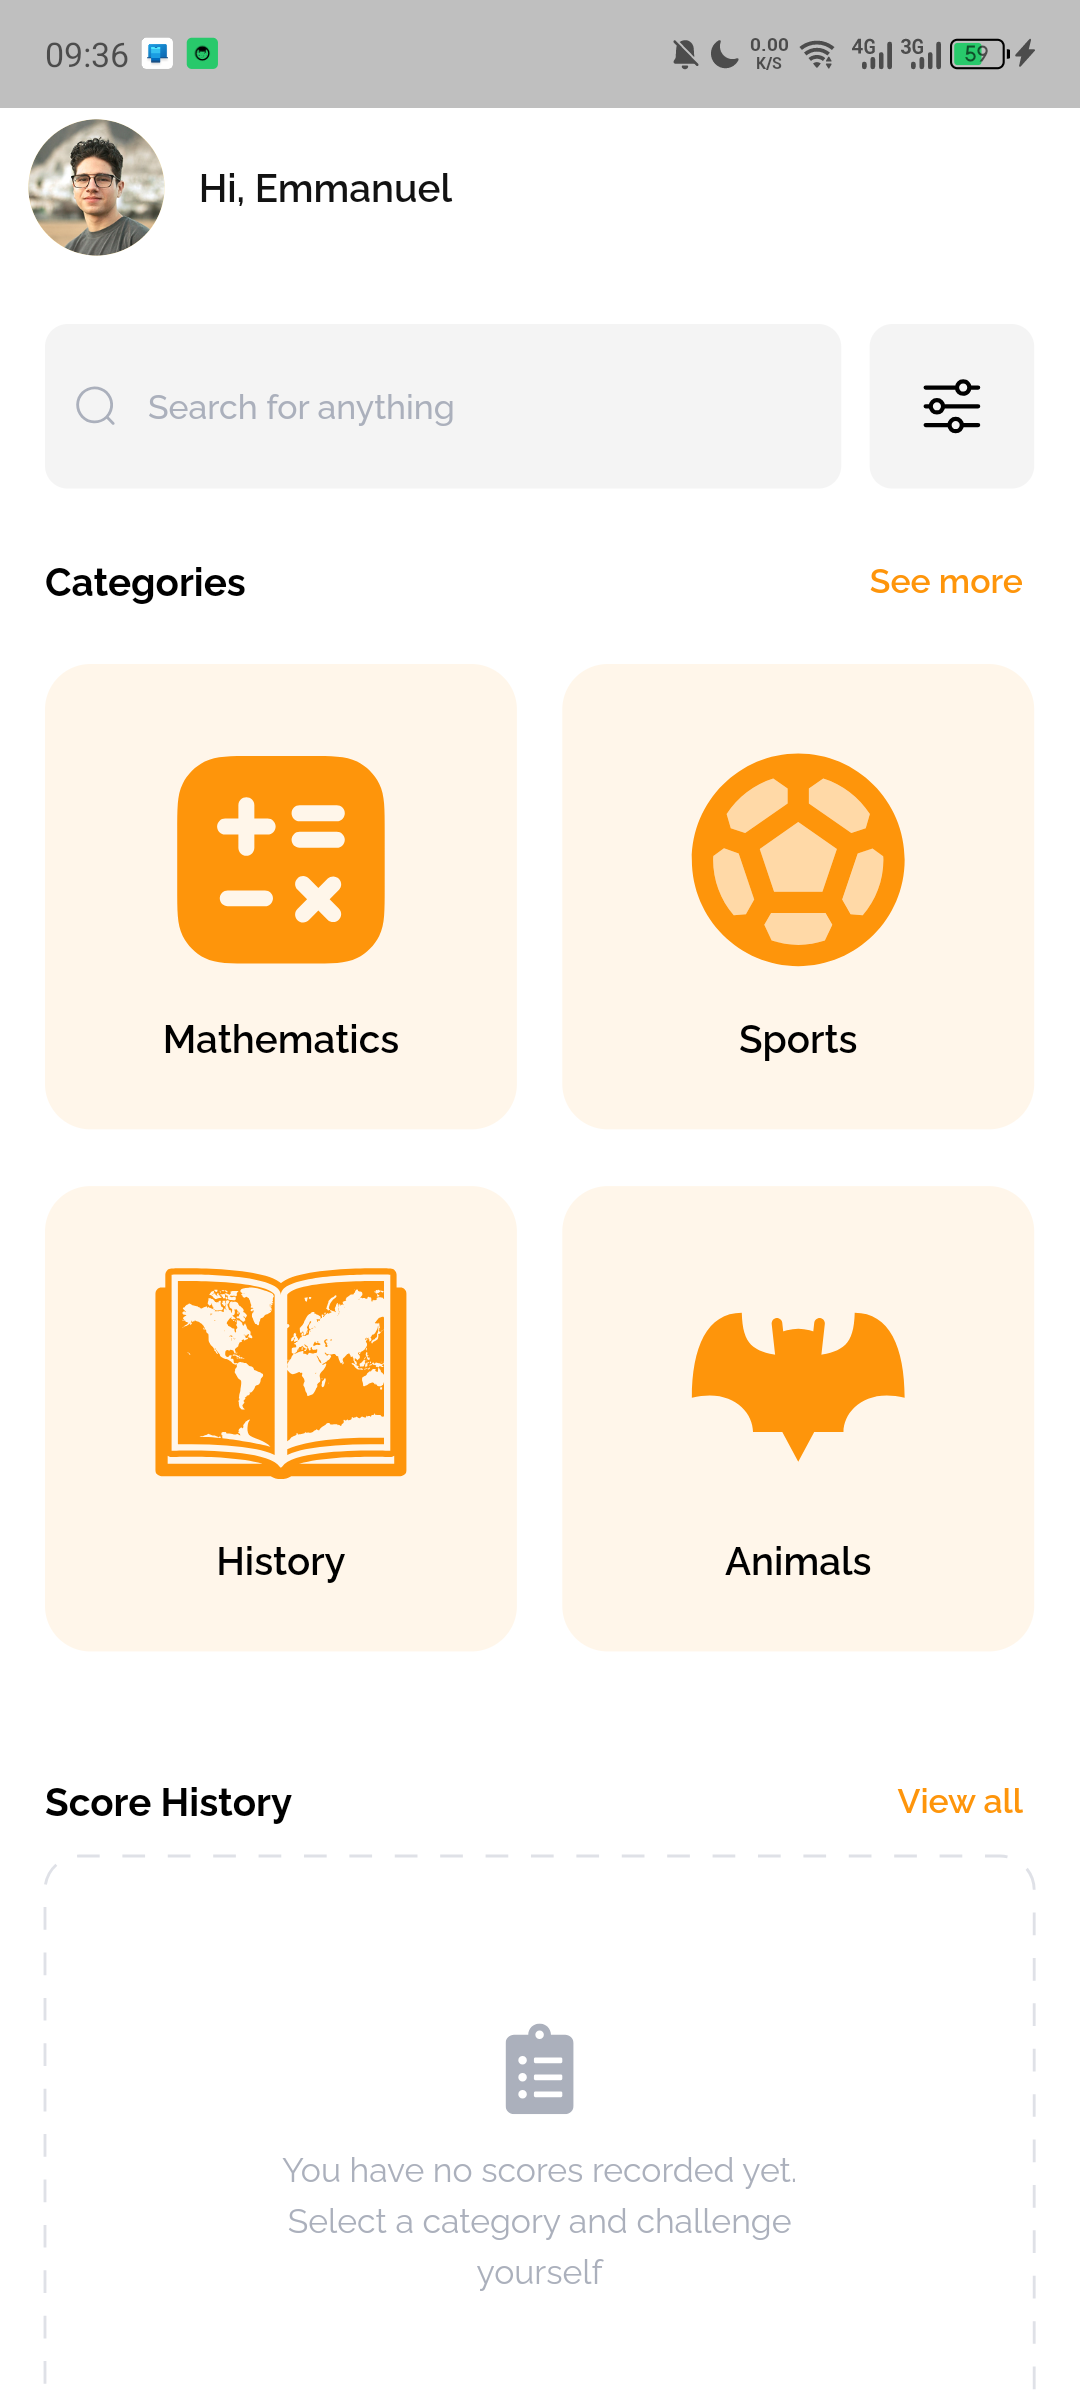 09:36
0.00
K/S
4G
3G
59
Hi, Emmanuel
Search for anything
Categories
See more
Mathematics
Sports
History
Animals
Score History
View all
You have no scores recorded yet.
Select a category and challenge
yourself